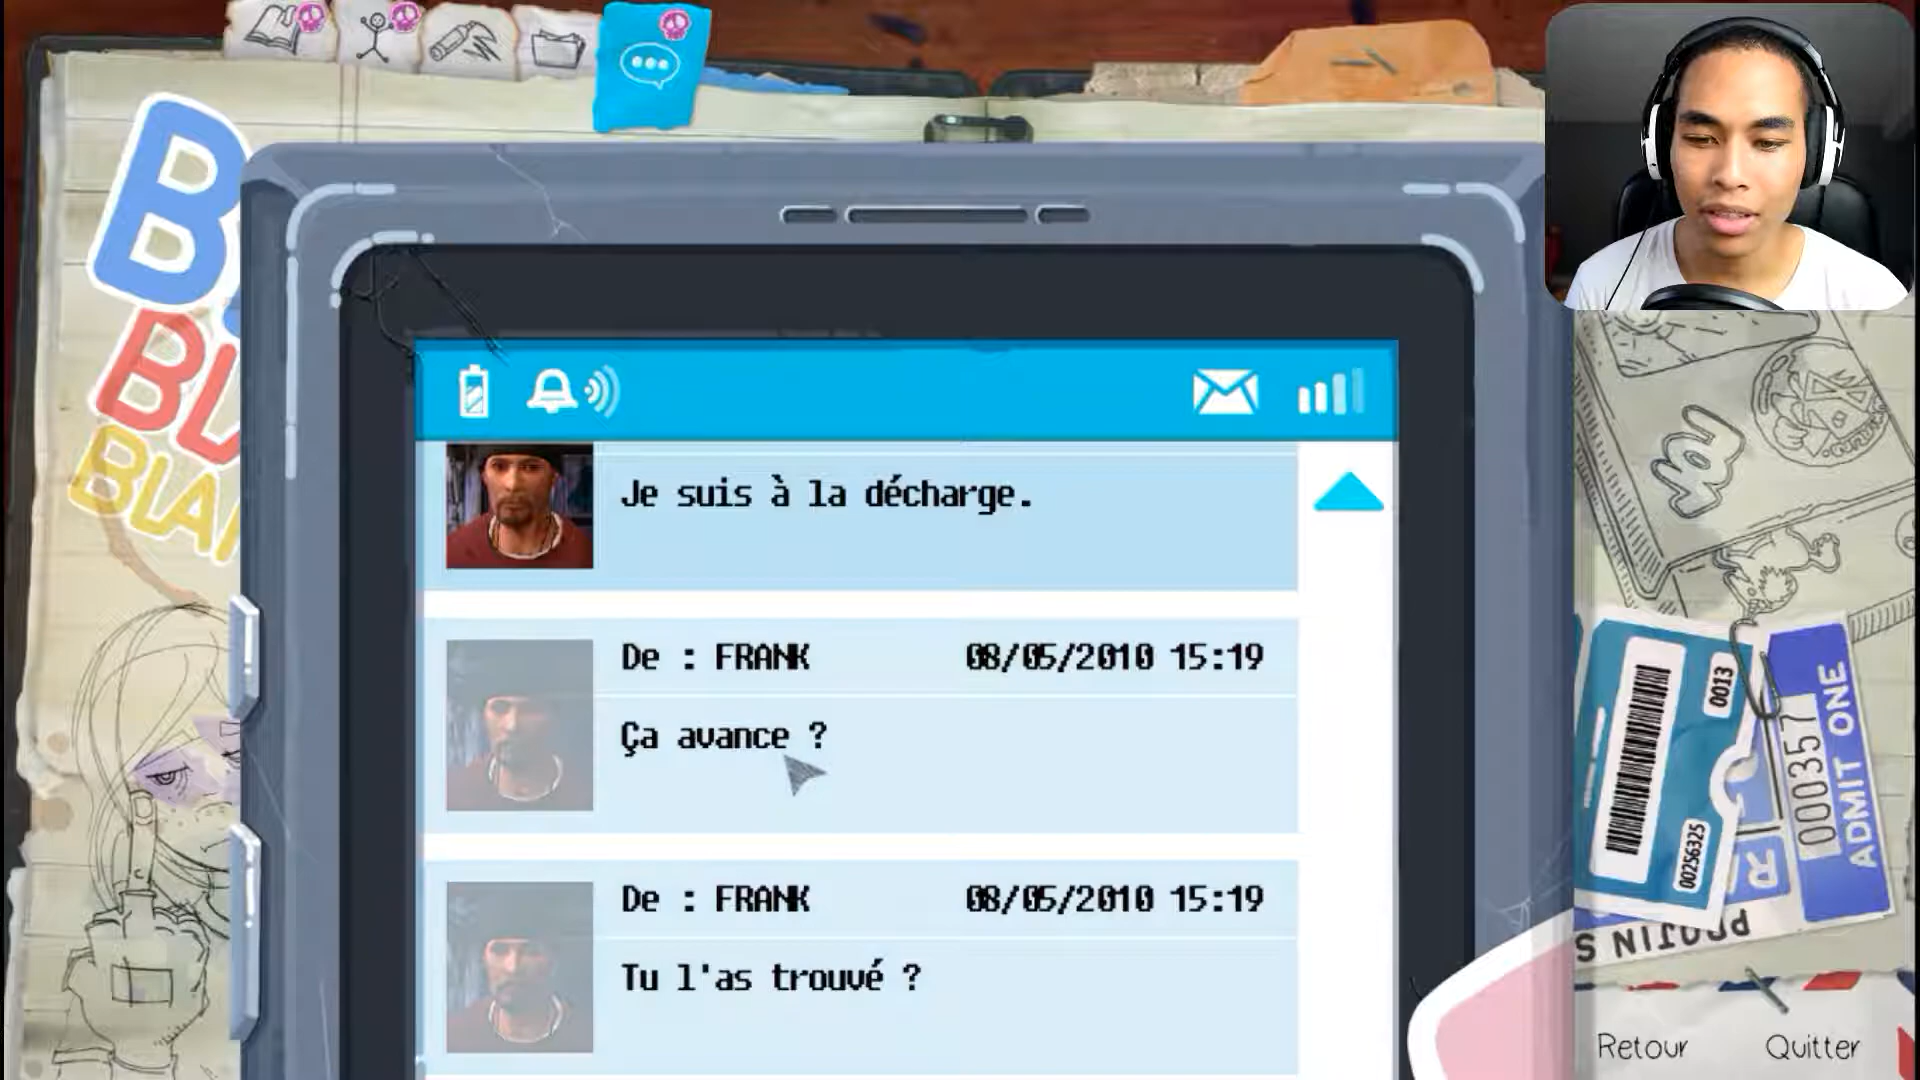 Je suis à la décharge.
De : FRANK 08/05/2010 15:19
Ça avance ?
De : FRANK 08/05/2010 15:19
Tu l'as trouvé ?
0013
00256325
000357
ADMIT ONE
Retour
Quitter